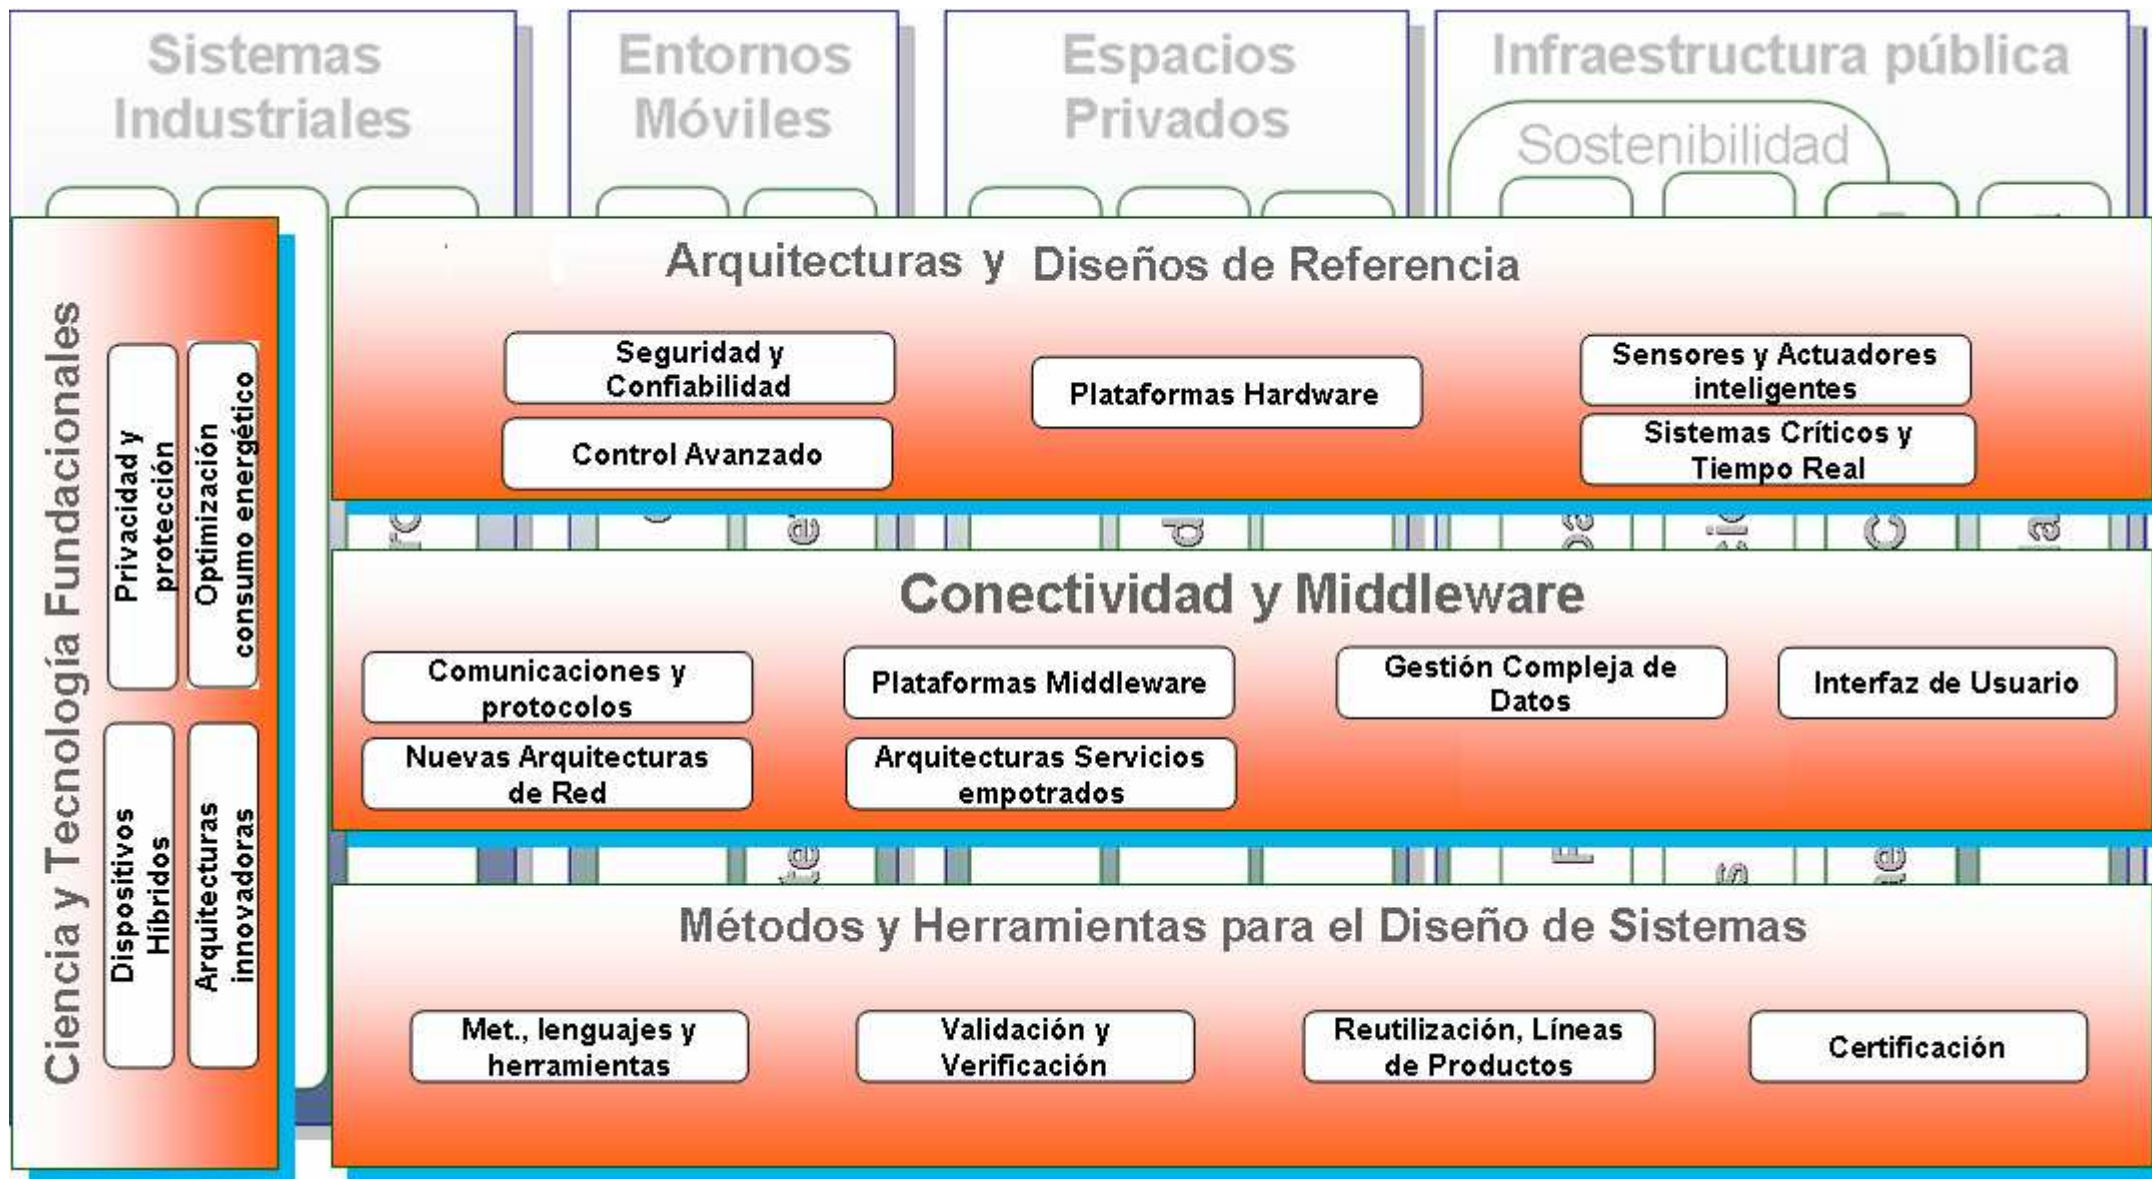 Sistemas
Industriales
Entornos
Móviles
Espacios
Privados
Infraestructura pública
Sostenibilidad
Ciencia y Tecnología Fundacionales
Privacidad y
protección
Optimización
consumo energético
Dispositivos
Híbridos
Arquitecturas
innovadoras
Arquitecturas y Diseños de Referencia
Seguridad y
Confiabilidad
Control Avanzado
Plataformas Hardware
Sensores y Actuadores
inteligentes
Sistemas Críticos y
Tiempo Real
Conectividad y Middleware
Comunicaciones y
protocolos
Nuevas Arquitecturas
de Red
Plataformas Middleware
Arquitecturas Servicios
empotrados
Gestión Compleja de
Datos
Interfaz de Usuario
Métodos y Herramientas para el Diseño de Sistemas
Met., lenguajes y
herramientas
Validación y
Verificación
Reutilización, Líneas
de Productos
Certificación